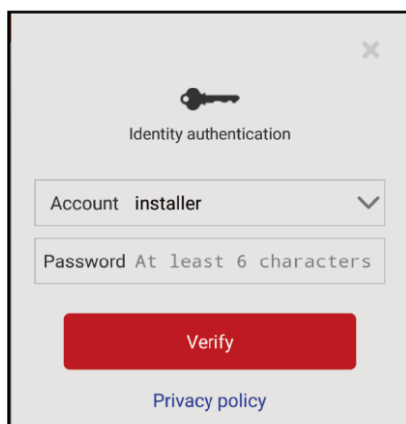 Identity authentication
Account installer
Password At least 6 characters
Verify
Privacy policy